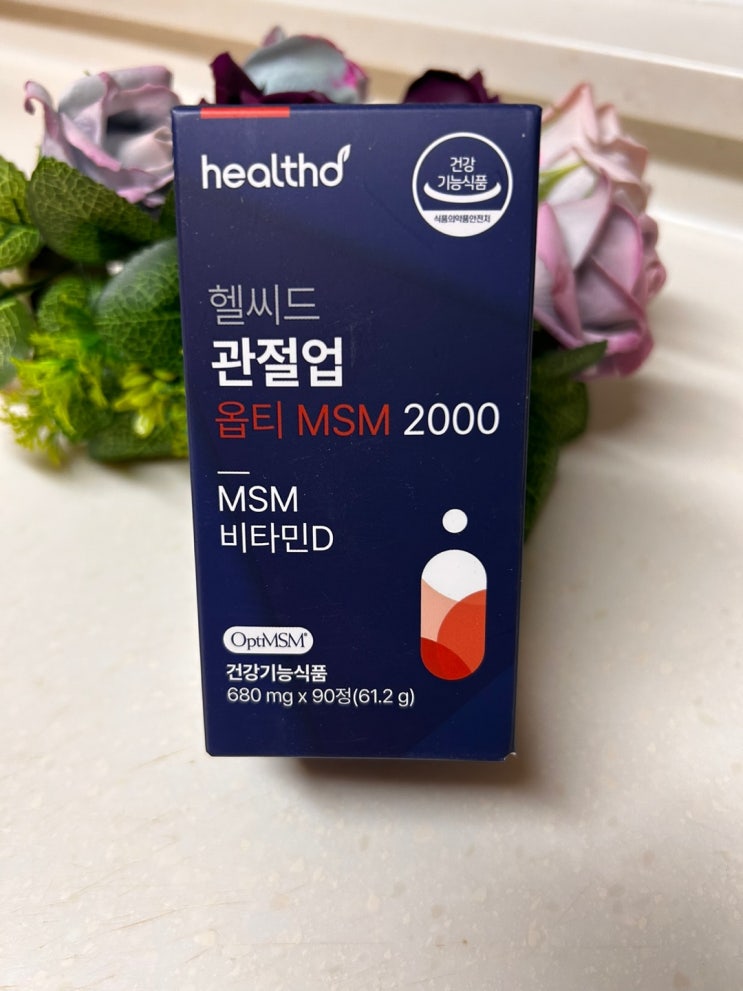 healthd
건강
기능식품
식품의약품안전처
헬씨드
관절업
옵티 MSM 2000
MSM
비타민D
OptiMSM®
건강기능식품
680 mg x 90정(61.2 g)